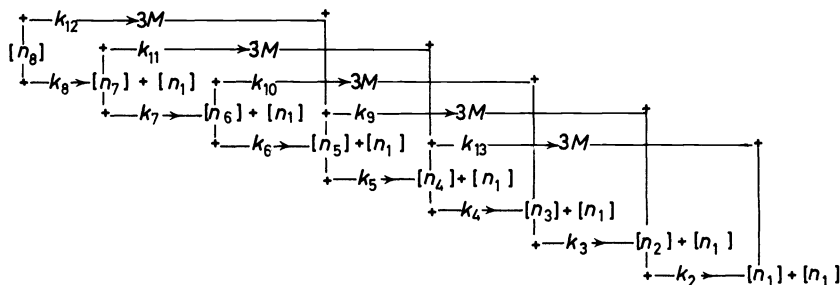 k12 3M
[n8] k11 3M
k8 [n7] + [n1] k10 3M
k7 [n6] + [n1] k9 3M
k6 [n5] + [n1] k13 3M
k5 [n4] + [n1]
k4 [n3] + [n1]
k3 [n2] + [n1]
k2 [n1] + [n1]